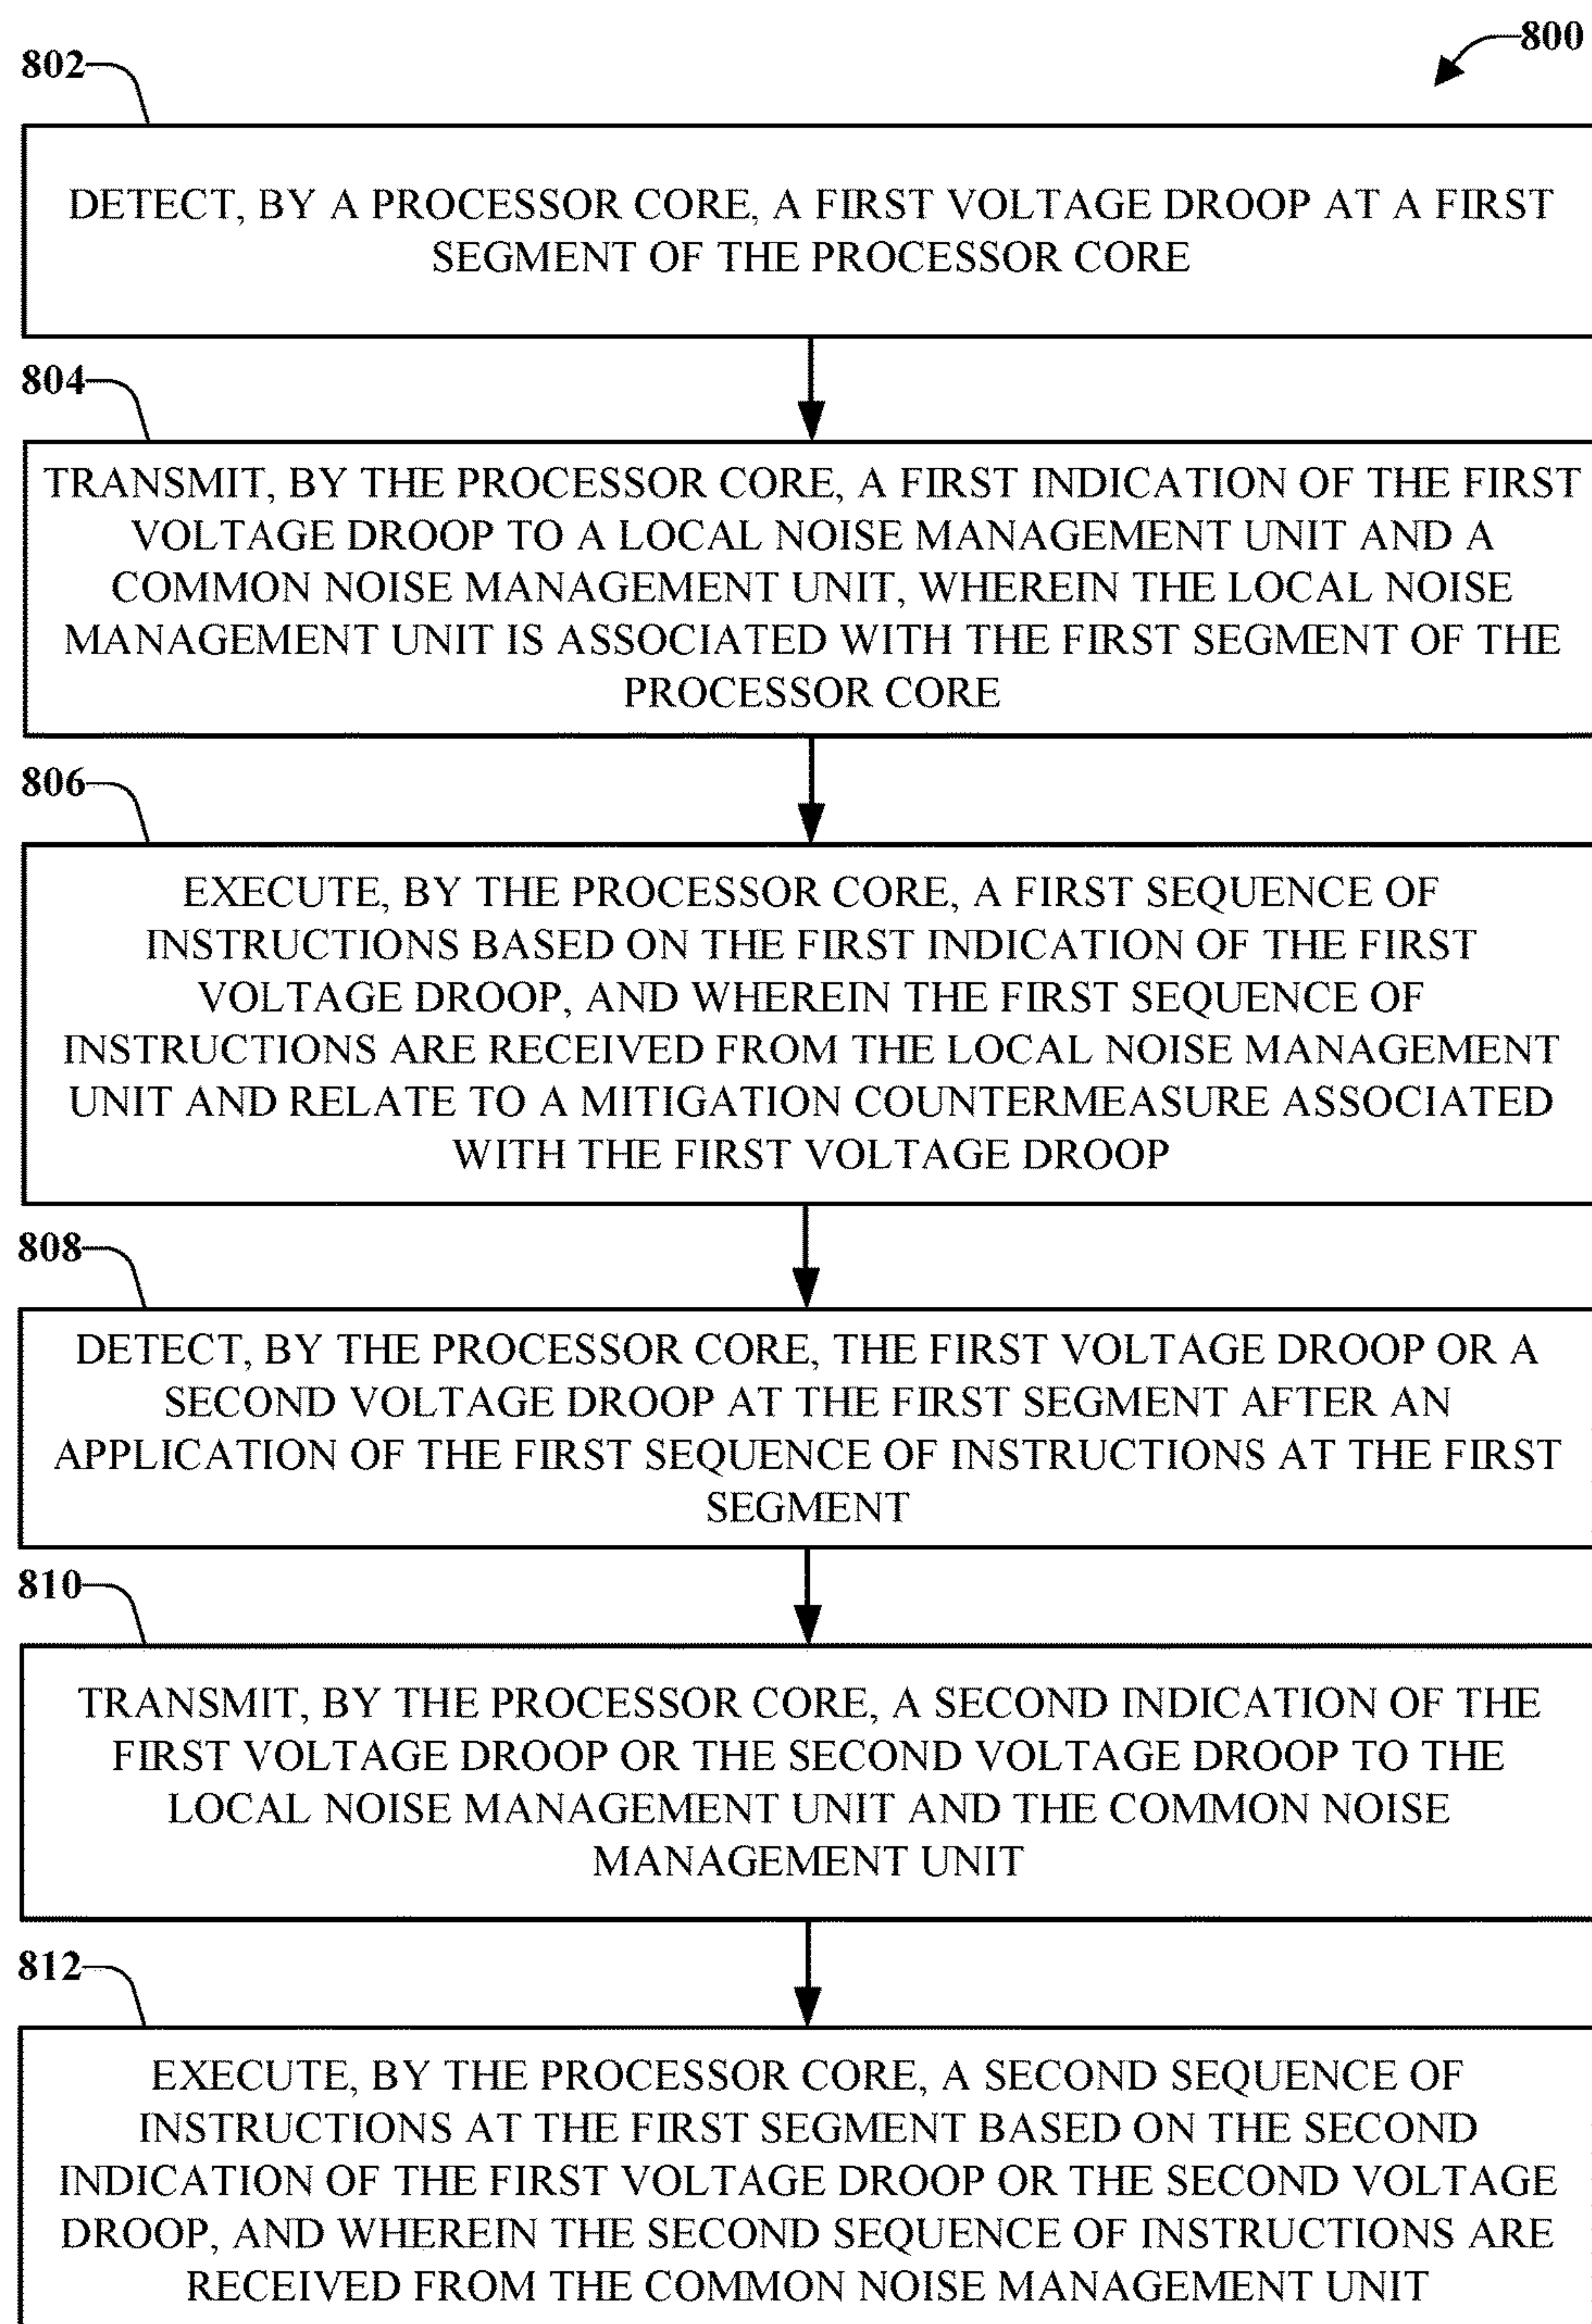 800
802
DETECT, BY A PROCESSOR CORE, A FIRST VOLTAGE DROOP AT A FIRST
SEGMENT OF THE PROCESSOR CORE
804
TRANSMIT, BY THE PROCESSOR CORE, A FIRST INDICATION OF THE FIRST
VOLTAGE DROOP TO A LOCAL NOISE MANAGEMENT UNIT AND A
COMMON NOISE MANAGEMENT UNIT, WHEREIN THE LOCAL NOISE
MANAGEMENT UNIT IS ASSOCIATED WITH THE FIRST SEGMENT OF THE
PROCESSOR CORE
806
EXECUTE, BY THE PROCESSOR CORE, A FIRST SEQUENCE OF
INSTRUCTIONS BASED ON THE FIRST INDICATION OF THE FIRST
VOLTAGE DROOP, AND WHEREIN THE FIRST SEQUENCE OF
INSTRUCTIONS ARE RECEIVED FROM THE LOCAL NOISE MANAGEMENT
UNIT AND RELATE TO A MITIGATION COUNTERMEASURE ASSOCIATED
WITH THE FIRST VOLTAGE DROOP
808
DETECT, BY THE PROCESSOR CORE, THE FIRST VOLTAGE DROOP OR A
SECOND VOLTAGE DROOP AT THE FIRST SEGMENT AFTER AN
APPLICATION OF THE FIRST SEQUENCE OF INSTRUCTIONS AT THE FIRST
SEGMENT
810
TRANSMIT, BY THE PROCESSOR CORE, A SECOND INDICATION OF THE
FIRST VOLTAGE DROOP OR THE SECOND VOLTAGE DROOP TO THE
LOCAL NOISE MANAGEMENT UNIT AND THE COMMON NOISE
MANAGEMENT UNIT
812
EXECUTE, BY THE PROCESSOR CORE, A SECOND SEQUENCE OF
INSTRUCTIONS AT THE FIRST SEGMENT BASED ON THE SECOND
INDICATION OF THE FIRST VOLTAGE DROOP OR THE SECOND VOLTAGE
DROOP, AND WHEREIN THE SECOND SEQUENCE OF INSTRUCTIONS ARE
RECEIVED FROM THE COMMON NOISE MANAGEMENT UNIT